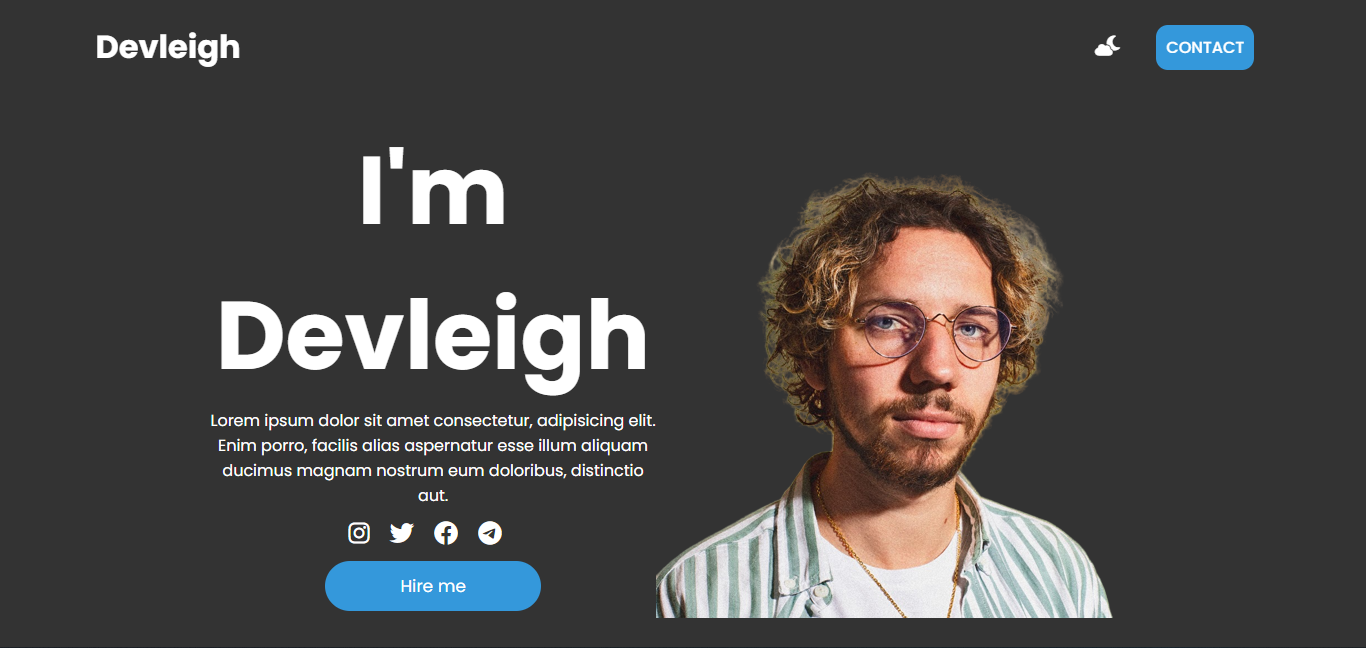 Devleigh
CONTACT
I'm
Devleigh
Lorem ipsum dolor sit amet consectetur, adipisicing elit.
Enim porro, facilis alias aspernatur esse illum aliquam
ducimus magnam nostrum eum doloribus, distinctio
aut.
Hire me